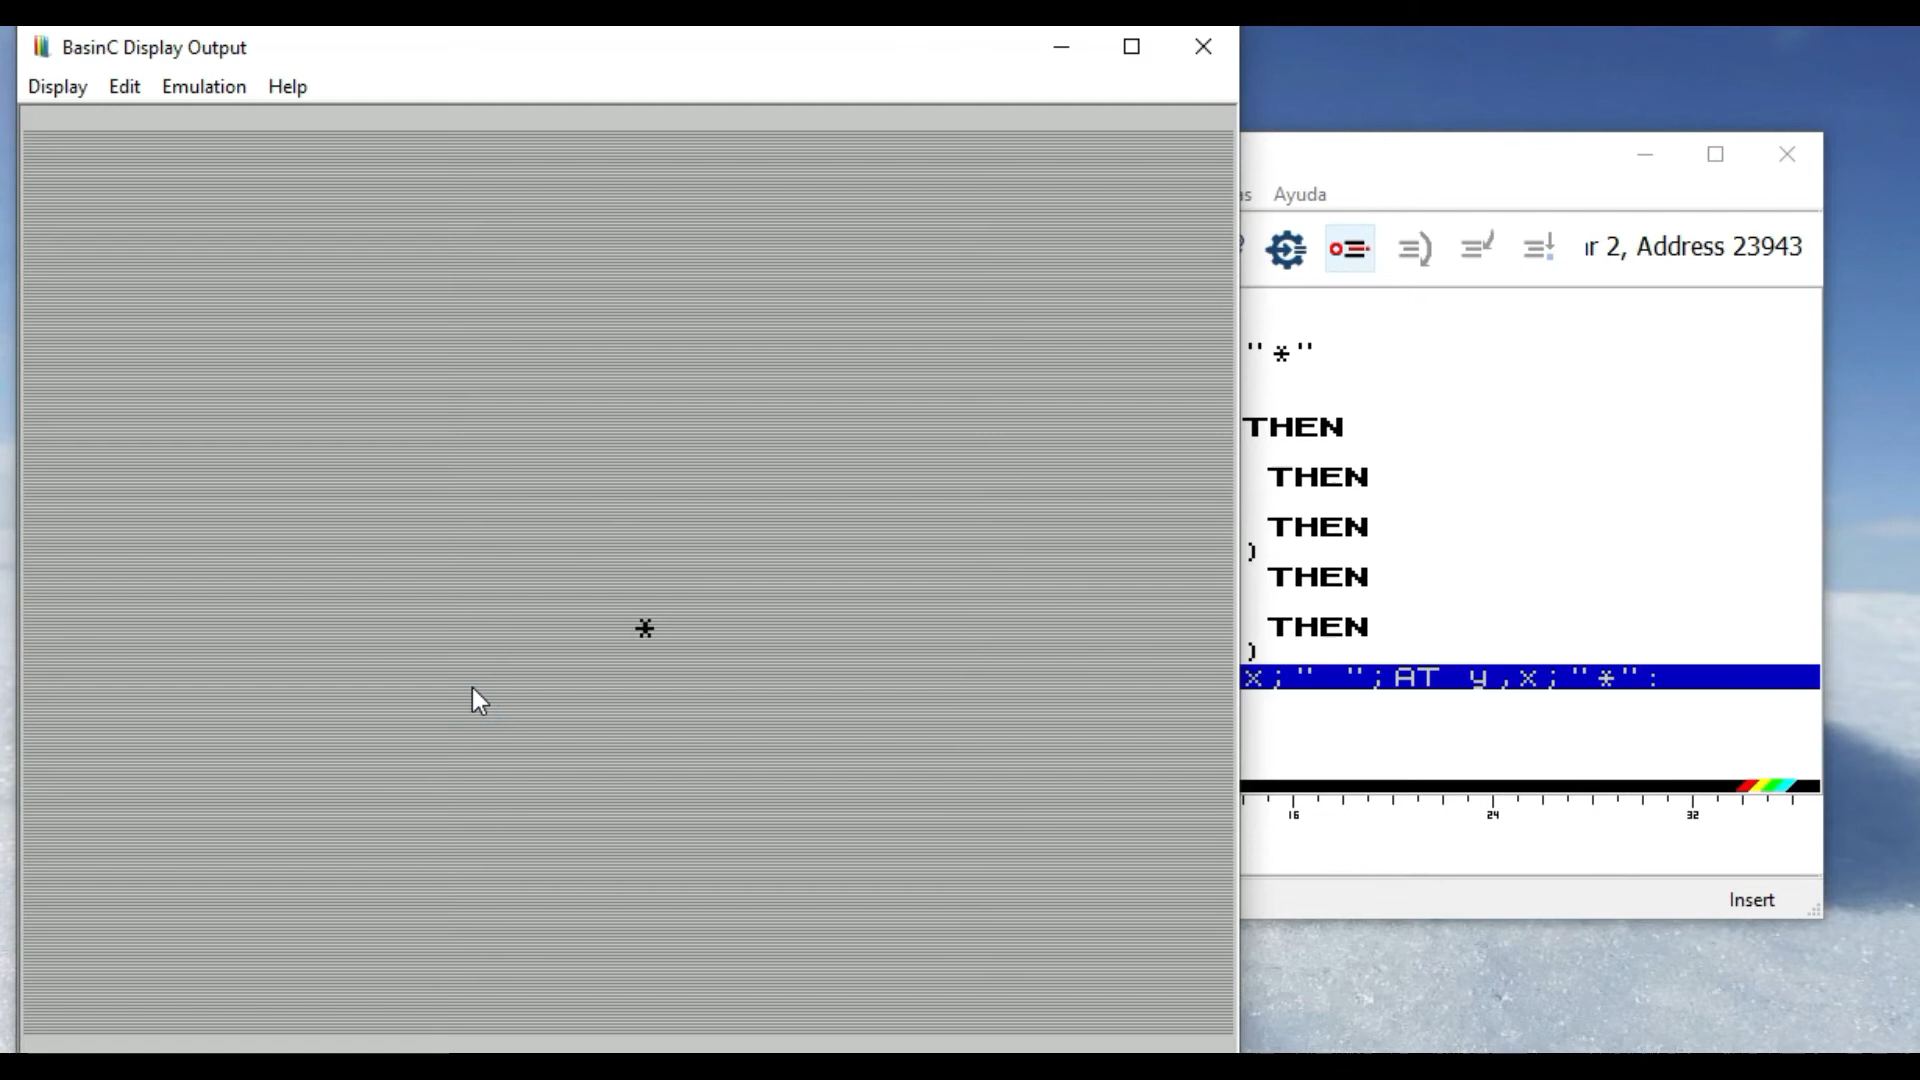 BasinC Display Output
Display Edit Emulation Help
*
Ayuda
2, Address 23943
"*"
THEN
THEN
THEN
)
THEN
THEN
)
x;" ";AT y,x;"*":
16 24 32
Insert